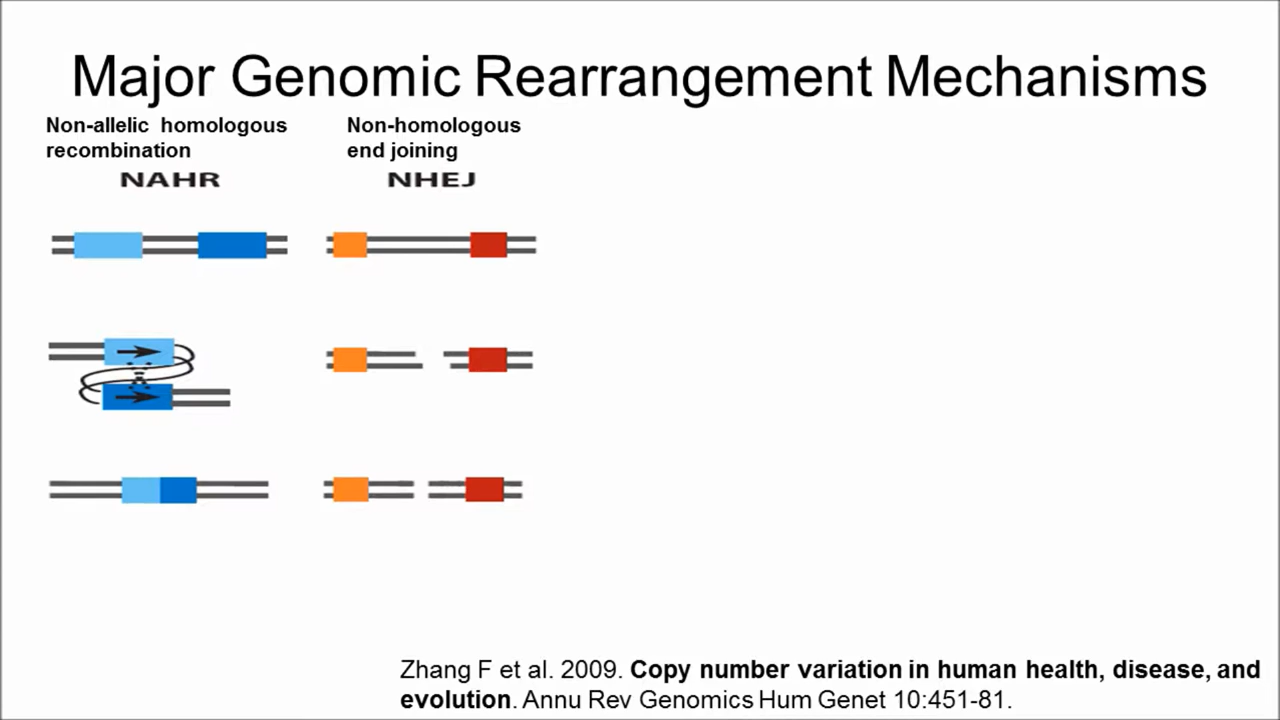 Major Genomic Rearrangement Mechanisms
Non-allelic homologous
recombination
NAHR
Non-homologous
end joining
NHEJ
Zhang F et al. 2009. Copy number variation in human health, disease, and
evolution. Annu Rev Genomics Hum Genet 10:451-81.